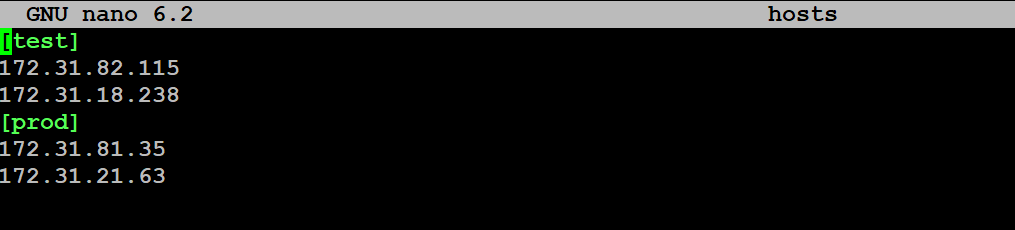 GNU nano 6.2 hosts
[test]
172.31.82.115
172.31.18.238
[prod]
172.31.81.35
172.31.21.63